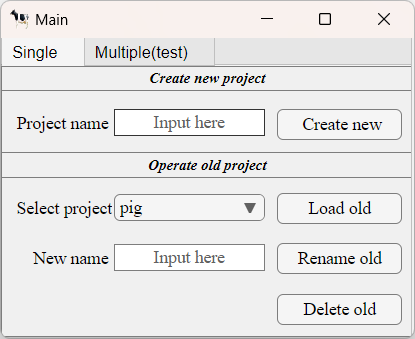 Main
Single Multiple(test)
Create new project
Project name Input here Create new
Operate old project
Select project pig Load old
New name Input here Rename old
Delete old